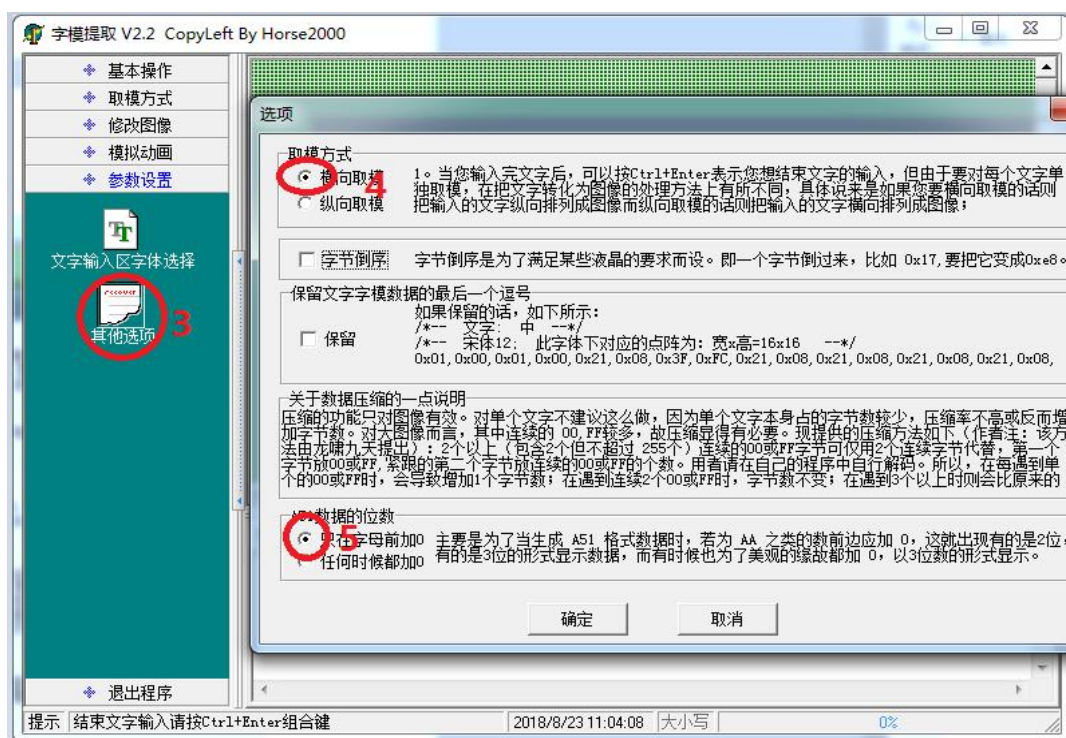 字模提取 V2.2 CopyLeft By Horse2000
基本操作
取模方式
修改图像
模拟动画
参数设置
文字输入区字体选择
其他选项
3
退出程序
选项
取模方式
横向取模
4
纵向取模
1。当您输入完文字后，可以按Ctrl+Enter表示您想结束文字的输入，但由于要对每个文字单
独取模，在把文字转化为图像的处理方法上有所不同，具体说来是如果您要横向取模的话则
把输入的文字纵向排列成图像而纵向取模的话则把输入的文字横向排列成图像；
字节倒序
字节倒序是为了满足某些液晶的要求而设。即一个字节倒过来，比如 0x17,要把它变成0xe8。
保留文字字模数据的最后一个逗号
保留
如果保留的话，如下所示：
/*-- 文字: 中 --*/
/*-- 宋体12; 此字体下对应的点阵为: 宽x高=16x16 --*/
0x01,0x00,0x01,0x00,0x21,0x08,0x3F,0xFC,0x21,0x08,0x21,0x08,0x21,0x08,0x21,0x08,
关于数据压缩的一点说明
压缩的功能只对图像有效。对单个文字不建议这么做，因为单个文字本身占的字节数较少，压缩率不高或反而增
加字节数。对大图像而言，其中连续的 00,FF较多，故压缩显得有必要。现提供的压缩方法如下（作者注：该方
法由龙啸九天提出）：2个以上（包含2个但不超过 255个）连续的00或FF字节可仅用2个连续字节代替，第一个
字节放00或FF,紧跟的第二个字节放连续的00或FF的个数。用者请在自己的程序中自行解码。所以，在每遇到单
个的00或FF时，会导致增加1个字节数；在遇到连续2个00或FF时，字节数不变；在遇到3个以上时则会比原来的
A51数据的位数
只在字母前加0
5
任何时候都加0
主要是为了当生成 A51 格式数据时，若为 AA 之类的数前边应加 0，这就出现有的是2位，
有的是3位的形式显示数据，而有时候也为了美观的缘故都加 0，以3位数的形式显示。
确定
取消
提示
结束文字输入请按Ctrl+Enter组合键
2018/8/23 11:04:08
大小写
0%